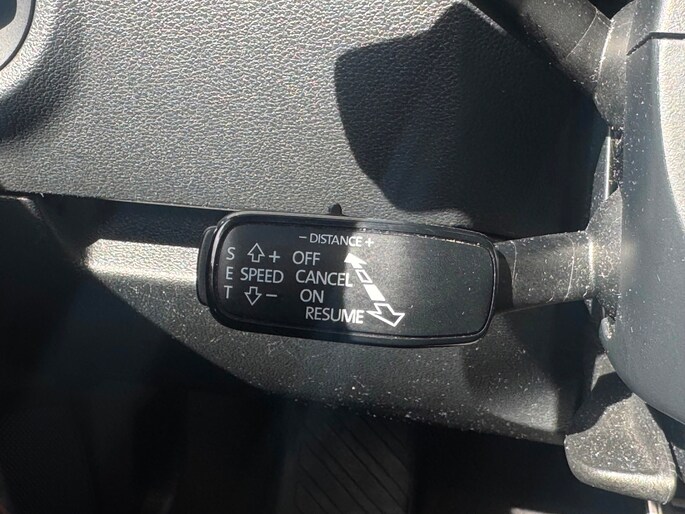 − DISTANCE +
S + OFF
E SPEED CANCEL
T − ON
RESUME